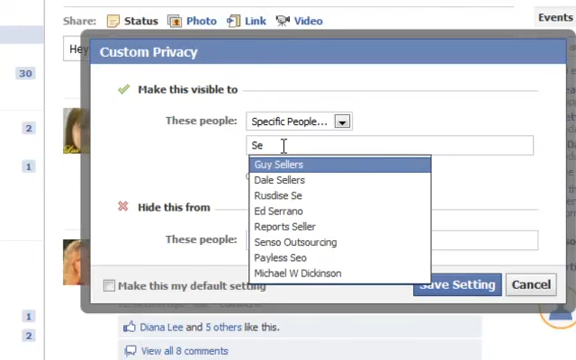 Share: Status Photo Link Video
Events
Hey
Custom Privacy
30
Make this visible to
These people: Specific People...
2
Se
1
Guy Sellers
Dale Sellers
Rusdise Se
Ed Serrano
Hide this from
Reports Seller
These people:
Senso Outsourcing
Payless Seo
Michael W Dickinson
Make this my default setting
Save Setting
Cancel
1
Diana Lee and 5 others like this.
2
View all 8 comments